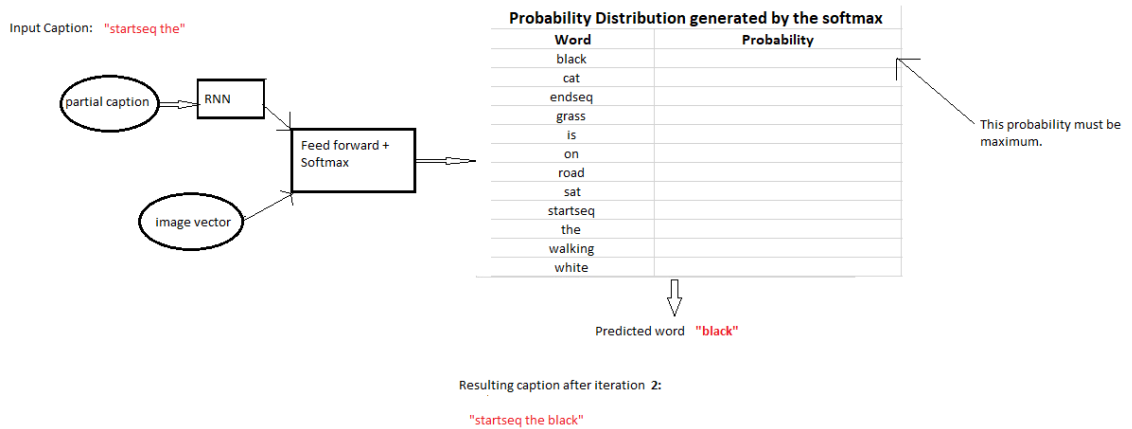 Input Caption: "startseq the"
partial caption
RNN
Feed forward +
Softmax
image vector
Probability Distribution generated by the softmax
Word Probability
black
cat
endseq
grass
is
on
road
sat
startseq
the
walking
white
This probability must be
maximum.
Predicted word "black"
Resulting caption after iteration 2:
"startseq the black"